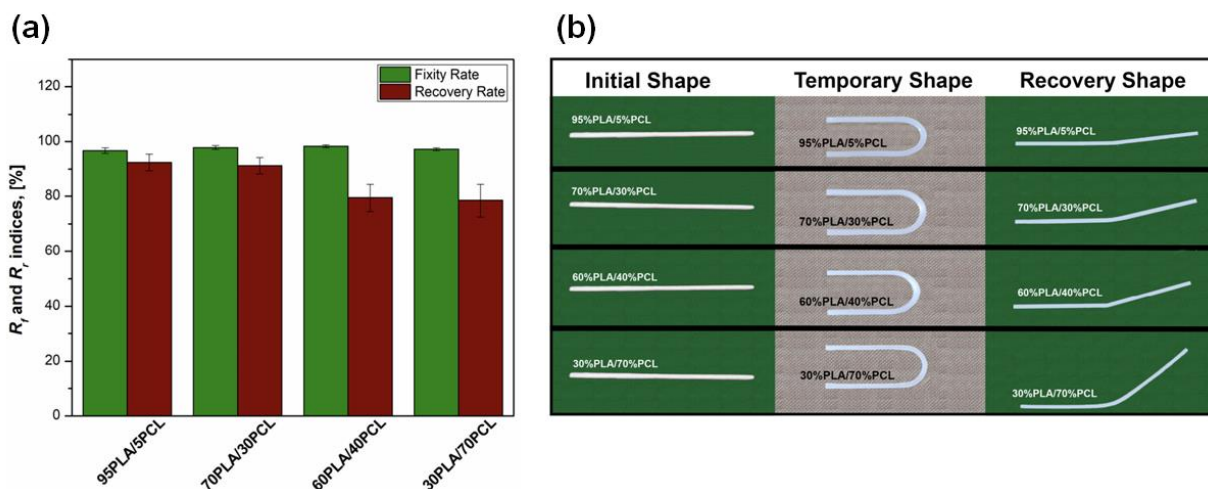 (a)
Fixity Rate
Recovery Rate
120
100
80
60
40
20
0
Rf and Rr indices, [%]
95PLA/5PCL
70PLA/30PCL
60PLA/40PCL
30PLA/70PCL
(b)
Initial Shape Temporary Shape Recovery Shape
95%PLA/5%PCL 95%PLA/5%PCL 95%PLA/5%PCL
70%PLA/30%PCL 70%PLA/30%PCL 70%PLA/30%PCL
60%PLA/40%PCL 60%PLA/40%PCL 60%PLA/40%PCL
30%PLA/70%PCL 30%PLA/70%PCL 30%PLA/70%PCL